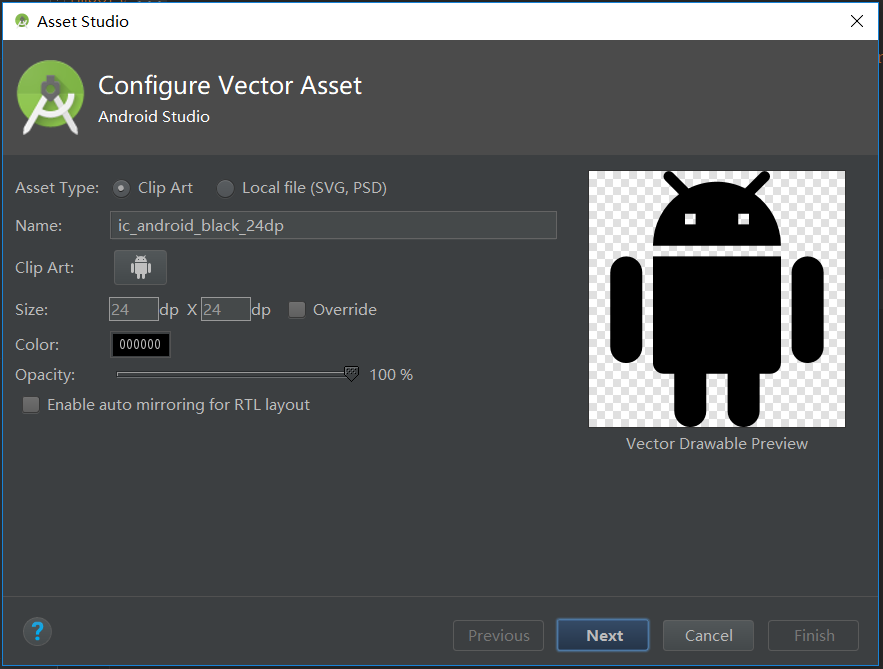 Asset Studio
Configure Vector Asset
Android Studio
Asset Type: Clip Art Local file (SVG, PSD)
Name: ic_android_black_24dp
Clip Art:
Size: 24 dp X 24 dp Override
Color: 000000
Opacity: 100 %
Enable auto mirroring for RTL layout
Vector Drawable Preview
? Previous Next Cancel Finish